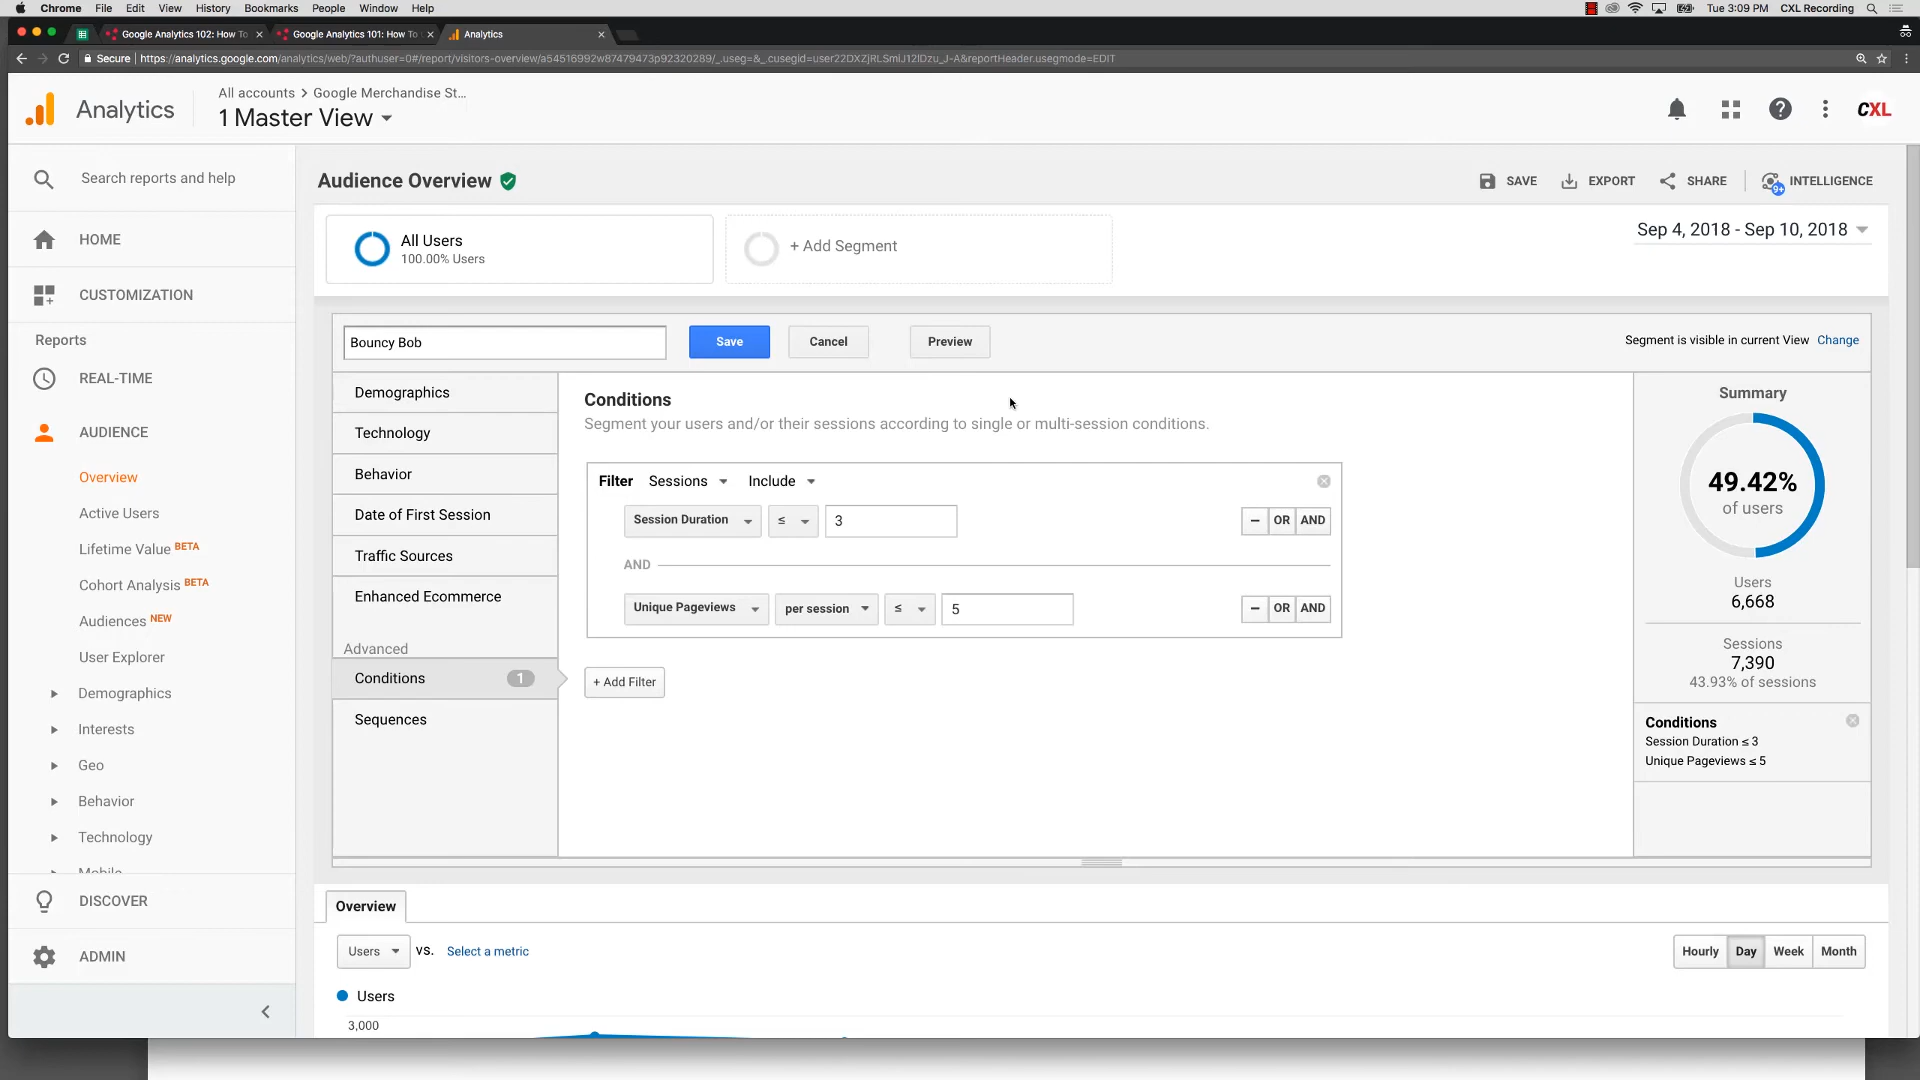 Chrome File Edit View History Bookmarks People Window Help
Tue 3:09 PM CXL Recording
Google Analytics 102: How To
Google Analytics 101: How To
Analytics
Secure https://analytics.google.com/analytics/web/?authuser=0#/report/visitors-overview/a54516992w87479473p92320289/_.useg=&_.cusegid=user22DXZjRLSmiJ12lDzu_J-A&reportHeader.usegmode=EDIT
Analytics
All accounts > Google Merchandise St...
1 Master View
CXL
Search reports and help
HOME
CUSTOMIZATION
Reports
REAL-TIME
AUDIENCE
Overview
Active Users
Lifetime Value BETA
Cohort Analysis BETA
Audiences NEW
User Explorer
Demographics
Interests
Geo
Behavior
Technology
Mobile
DISCOVER
ADMIN
Audience Overview
SAVE EXPORT SHARE 9+ INTELLIGENCE
All Users
100.00% Users
+ Add Segment
Sep 4, 2018 - Sep 10, 2018
Bouncy Bob
Save Cancel Preview
Segment is visible in current View Change
Demographics
Technology
Behavior
Date of First Session
Traffic Sources
Enhanced Ecommerce
Advanced
Conditions 1
Sequences
Conditions
Segment your users and/or their sessions according to single or multi-session conditions.
Filter Sessions Include
Session Duration ≤ 3 − OR AND
AND
Unique Pageviews per session ≤ 5 − OR AND
+ Add Filter
Summary
49.42%
of users
Users
6,668
Sessions
7,390
43.93% of sessions
Conditions
Session Duration ≤ 3
Unique Pageviews ≤ 5
Overview
Users VS. Select a metric
Hourly Day Week Month
Users
3,000